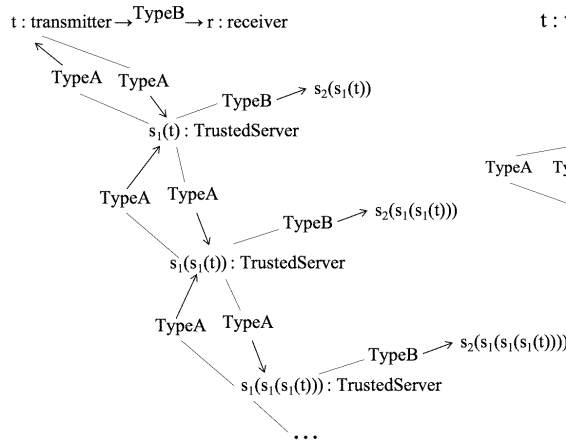 t : transmitter → TypeB → r : receiver
t :
TypeA TypeA
TypeB → s₂(s₁(t))
s₁(t) : TrustedServer
TypeA
TypeA TypeA
TypeB → s₂(s₁(s₁(t)))
s₁(s₁(t)) : TrustedServer
TypeA TypeA
TypeB → s₂(s₁(s₁(s₁(t))))
s₁(s₁(s₁(t))) : TrustedServer
...